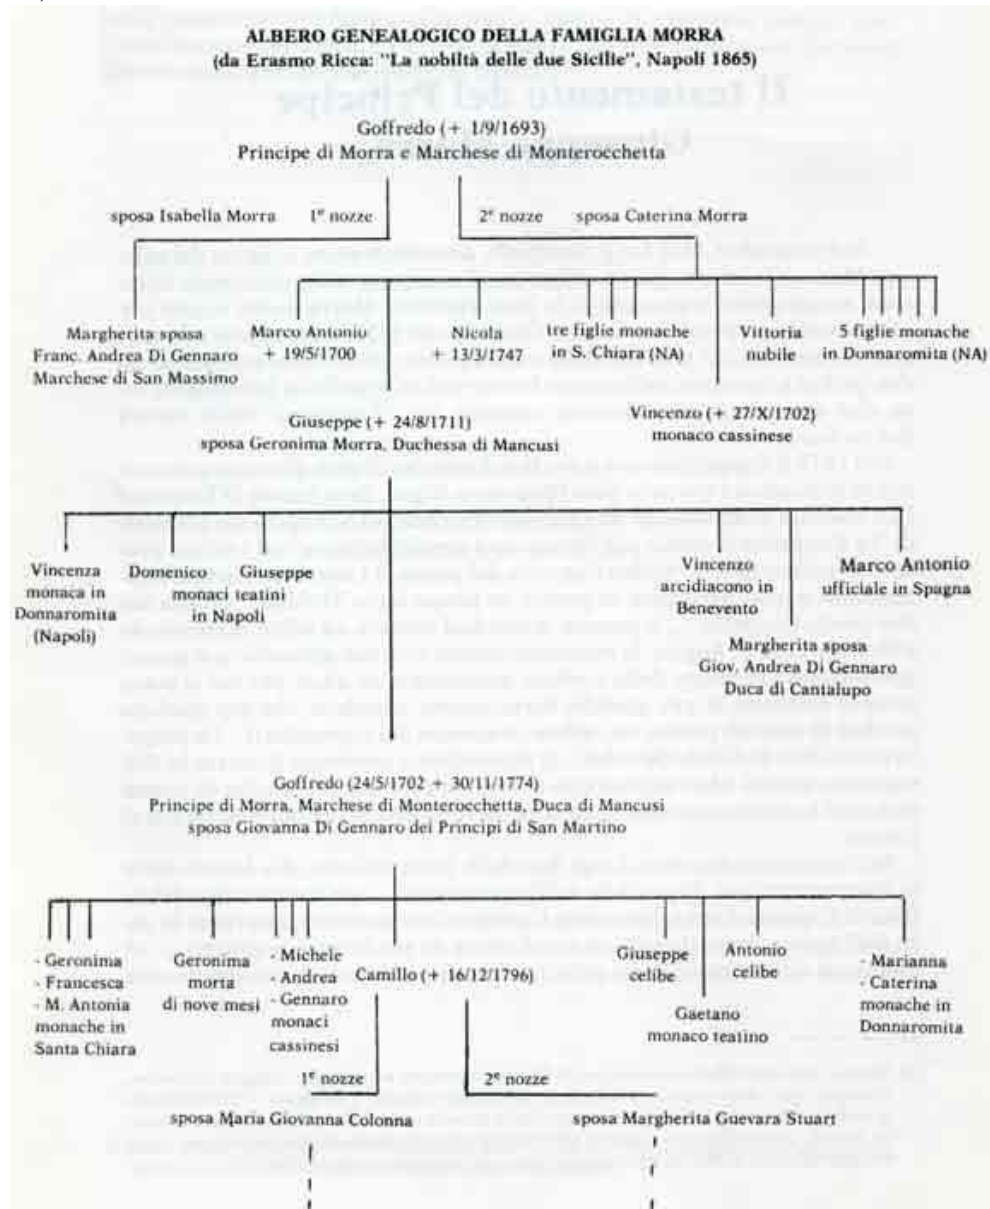 ALBERO GENEALOGICO DELLA FAMIGLIA MORRA
(da Erasmo Ricca: "La nobiltà delle due Sicilie", Napoli 1865)
Goffredo (+ 1/9/1693)
Principe di Morra e Marchese di Monterocchetta
sposa Isabella Morra 1ᵉ nozze 2ᵉ nozze sposa Caterina Morra
Margherita sposa
Franc. Andrea Di Gennaro
Marchese di San Massimo
Marco Antonio
+ 19/5/1700
Nicola
+ 13/3/1747
tre figlie monache
in S. Chiara (NA)
Vittoria
nubile
5 figlie monache
in Donnaromita (NA)
Giuseppe (+ 24/8/1711)
sposa Geronima Morra, Duchessa di Mancusi
Vincenzo (+ 27/X/1702)
monaco cassinese
Vincenza
monaca in
Donnaromita
(Napoli)
Domenico Giuseppe
monaci teatini
in Napoli
Vincenzo
arcidiacono in
Benevento
Marco Antonio
ufficiale in Spagna
Margherita sposa
Giov. Andrea Di Gennaro
Duca di Cantalupo
Goffredo (24/5/1702 + 30/11/1774)
Principe di Morra, Marchese di Monterocchetta, Duca di Mancusi
sposa Giovanna Di Gennaro dei Principi di San Martino
- Geronima
- Francesca
- M. Antonia
monache in
Santa Chiara
Geronima
morta
di nove mesi
- Michele
- Andrea
- Gennaro
monaci
cassinesi
Camillo (+ 16/12/1796)
Giuseppe
celibe
Antonio
celibe
Gaetano
monaco teatino
- Marianna
- Caterina
monache in
Donnaromita
1ᵉ nozze 2ᵉ nozze
sposa Maria Giovanna Colonna sposa Margherita Guevara Stuart